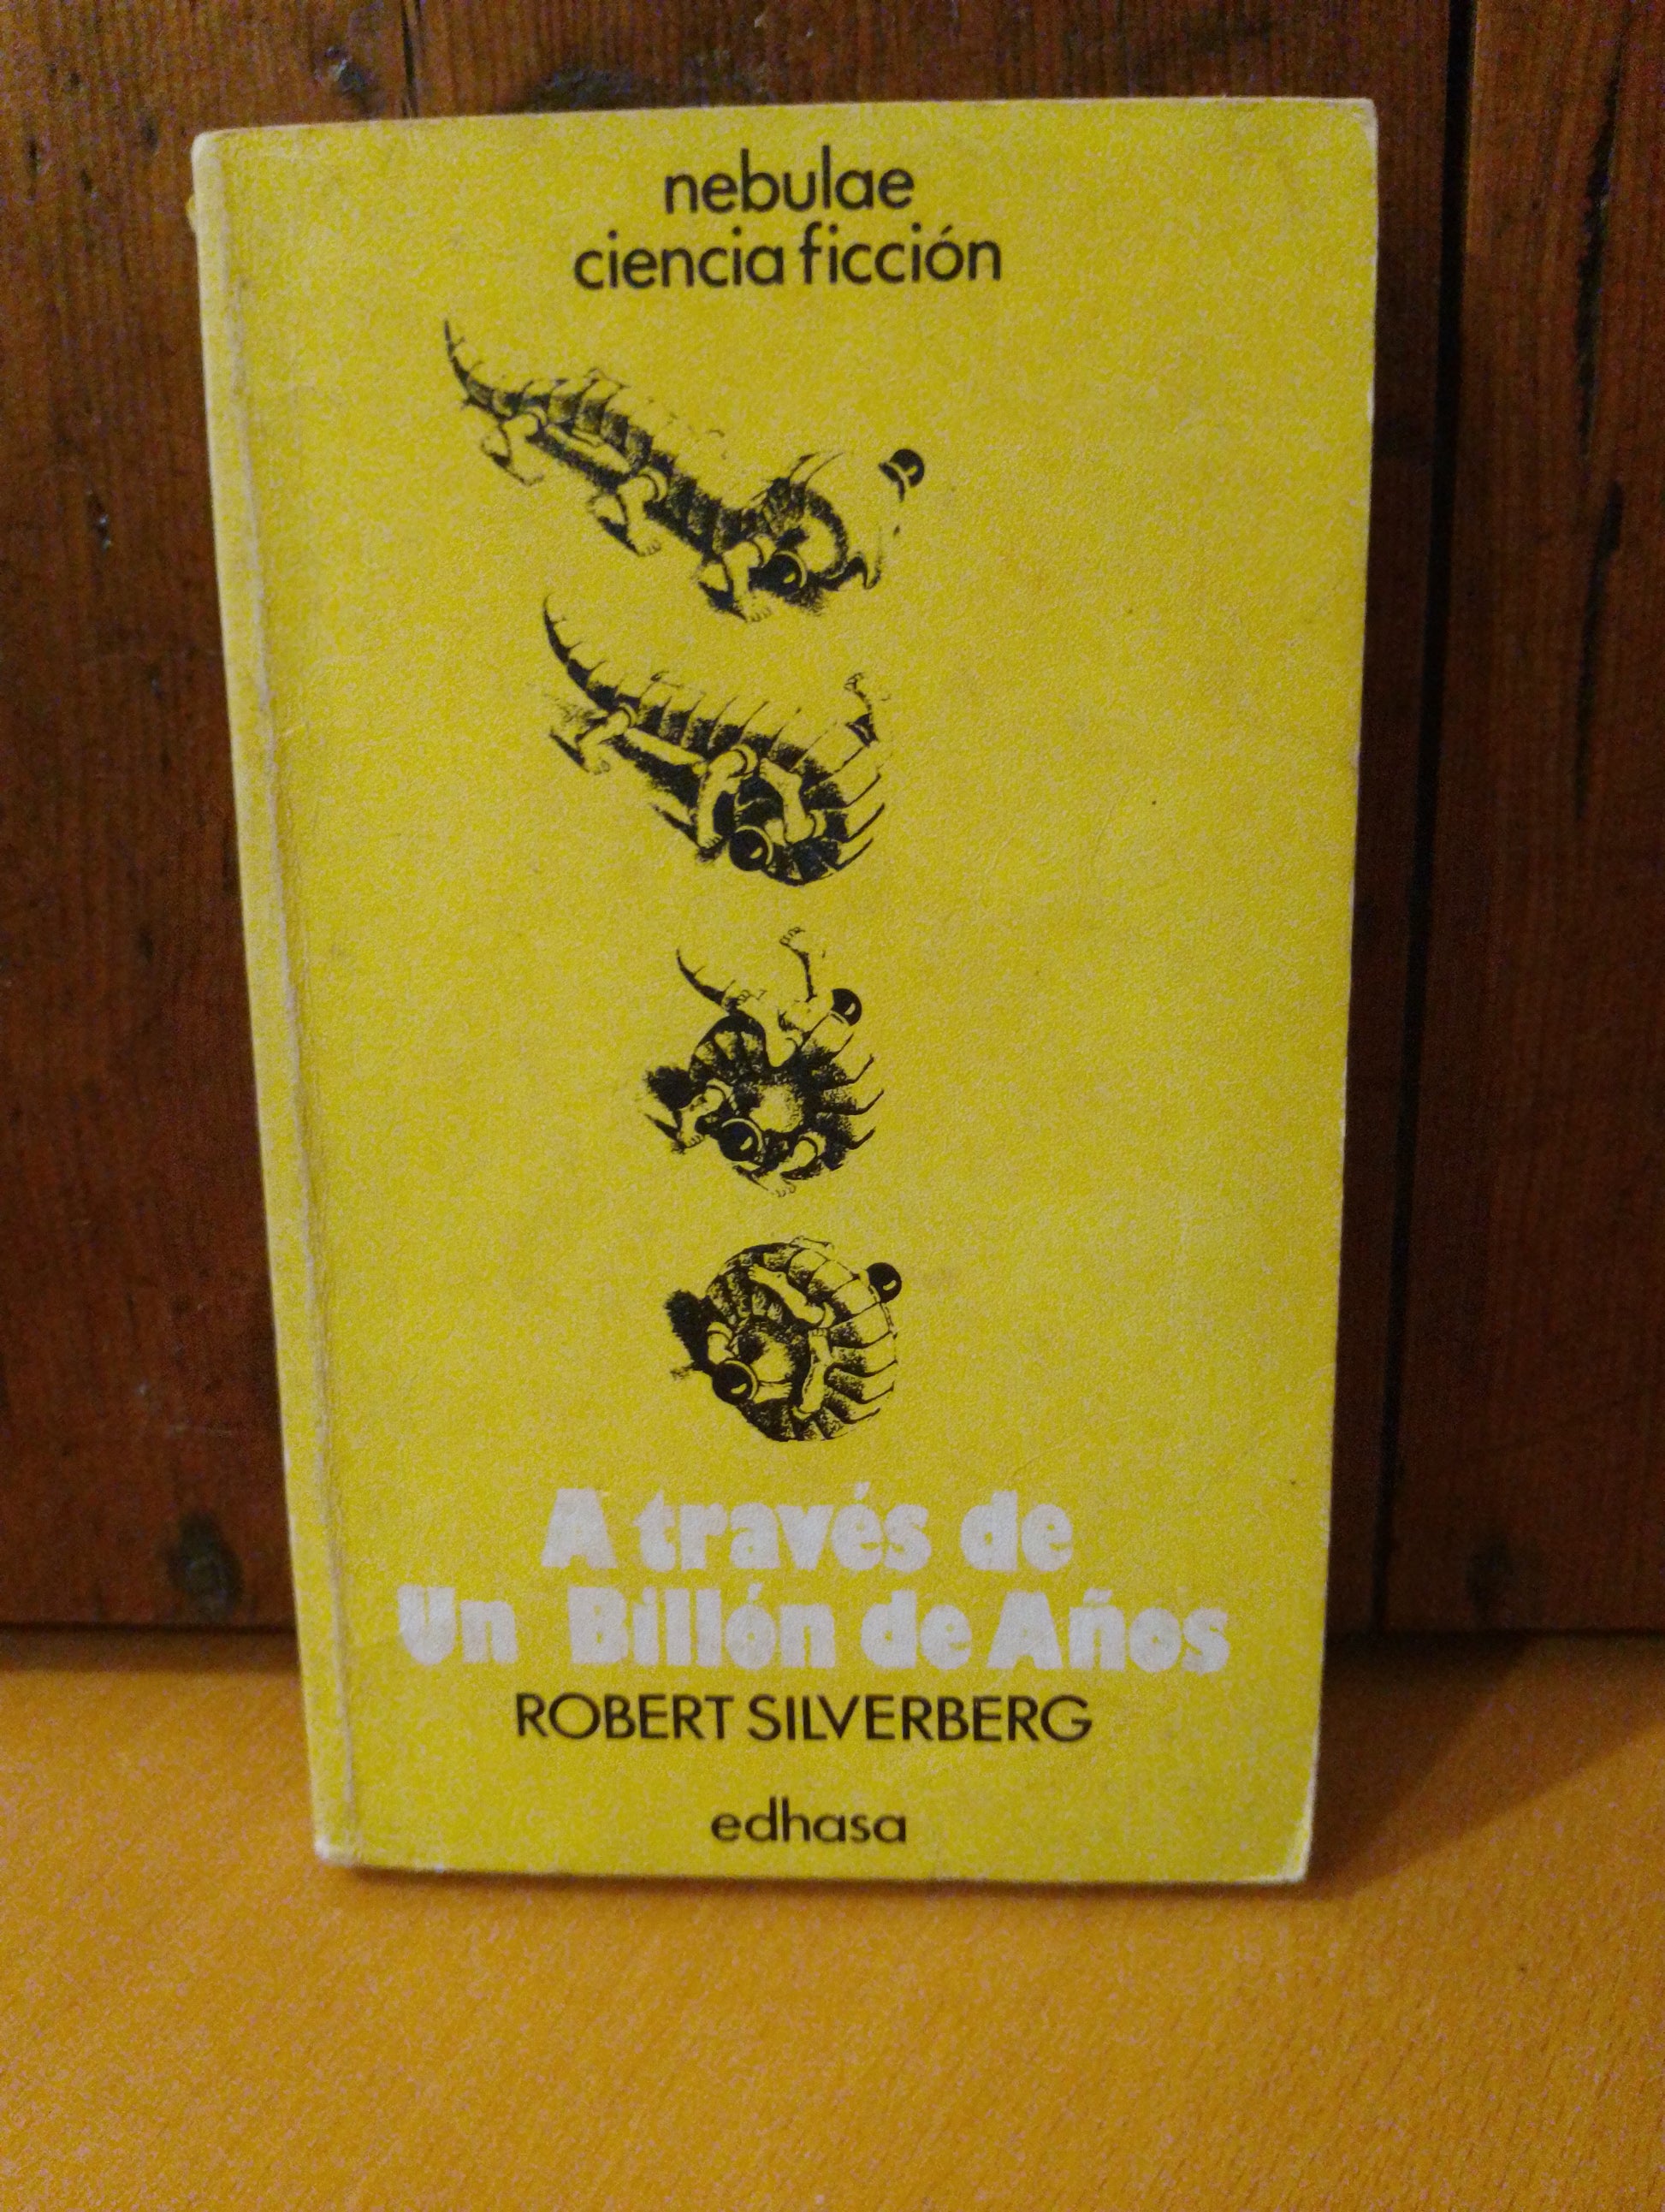 nebulae
ciencia ficción
A través de
Un Billón de Años
ROBERT SILVERBERG
edhasa